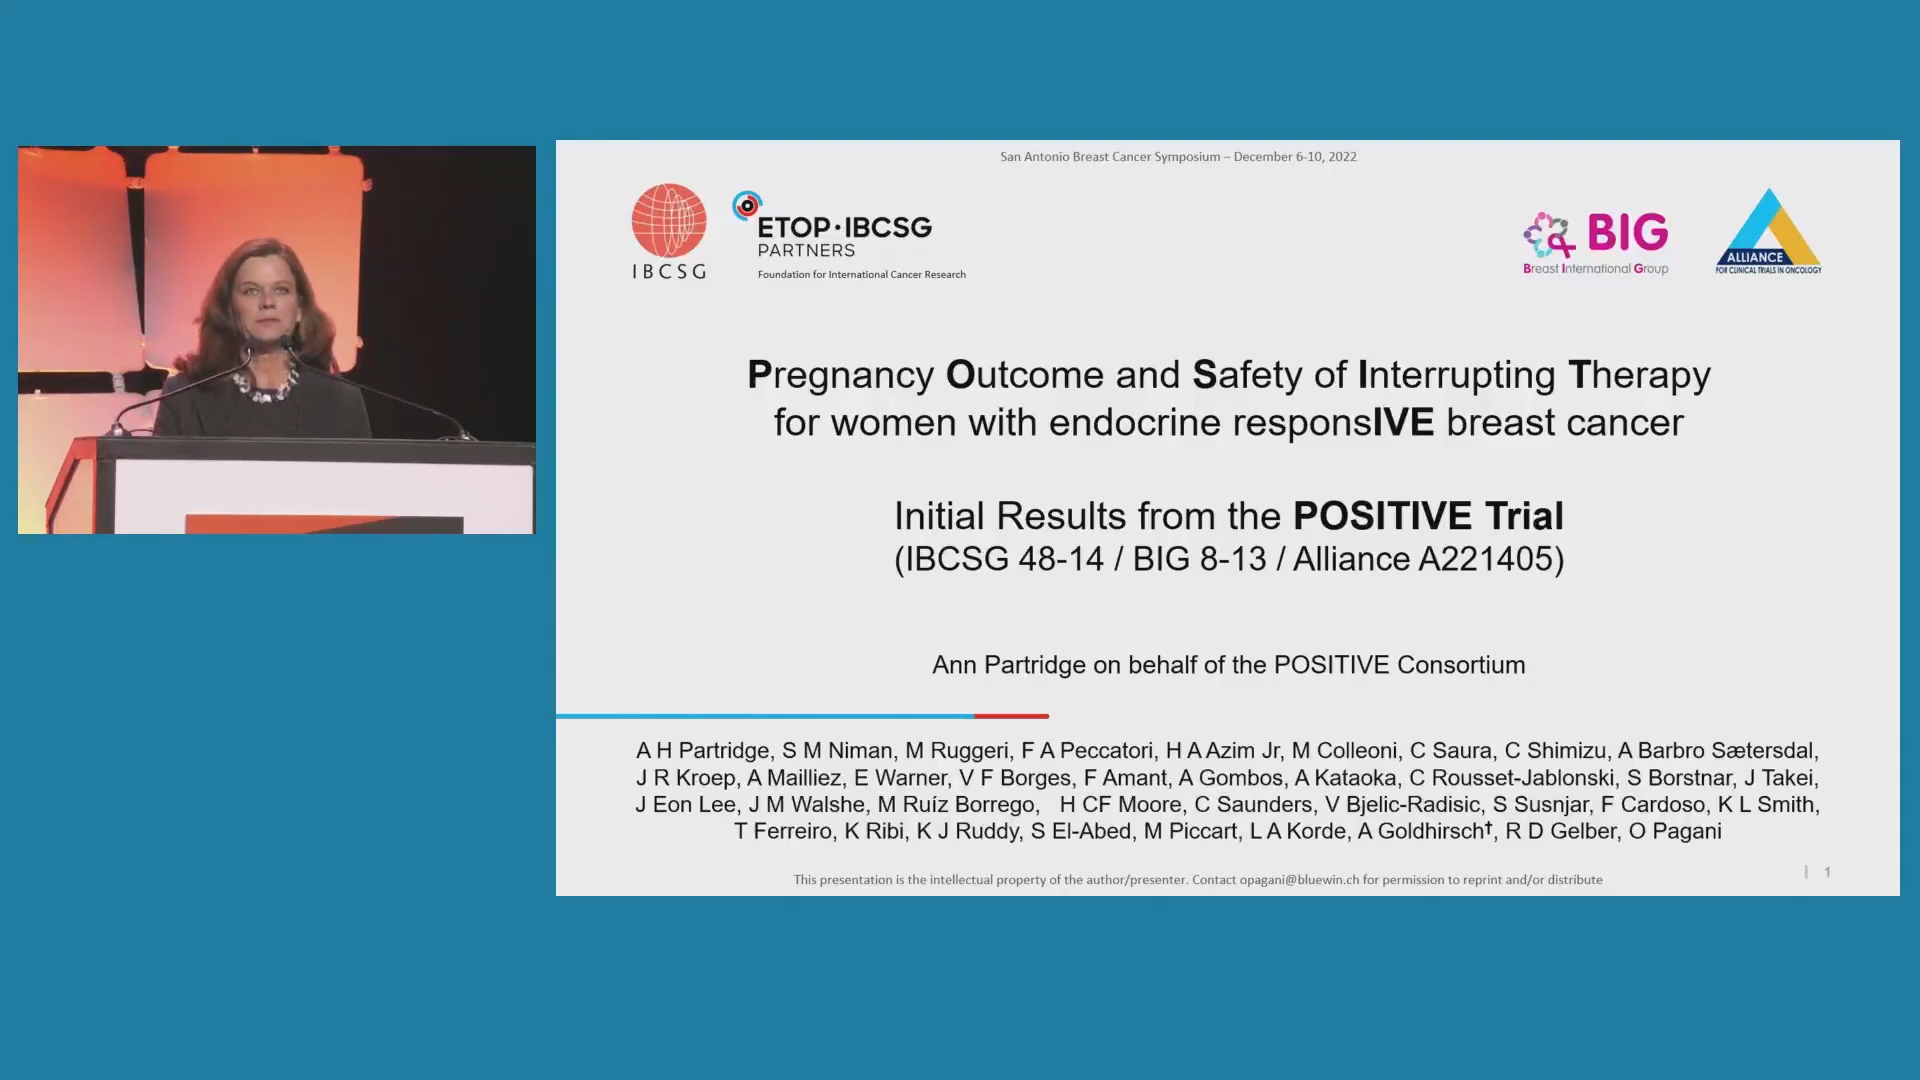 San Antonio Breast Cancer Symposium – December 6-10, 2022
IBCSG
ETOP·IBCSG
PARTNERS
Foundation for International Cancer Research
BIG
Breast International Group
ALLIANCE
FOR CLINICAL TRIALS IN ONCOLOGY
Pregnancy Outcome and Safety of Interrupting Therapy
for women with endocrine responsIVE breast cancer
Initial Results from the POSITIVE Trial
(IBCSG 48-14 / BIG 8-13 / Alliance A221405)
Ann Partridge on behalf of the POSITIVE Consortium
A H Partridge, S M Niman, M Ruggeri, F A Peccatori, H A Azim Jr, M Colleoni, C Saura, C Shimizu, A Barbro Sætersdal,
J R Kroep, A Mailliez, E Warner, V F Borges, F Amant, A Gombos, A Kataoka, C Rousset-Jablonski, S Borstnar, J Takei,
J Eon Lee, J M Walshe, M Ruíz Borrego, H CF Moore, C Saunders, V Bjelic-Radisic, S Susnjar, F Cardoso, K L Smith,
T Ferreiro, K Ribi, K J Ruddy, S El-Abed, M Piccart, L A Korde, A Goldhirsch†, R D Gelber, O Pagani
This presentation is the intellectual property of the author/presenter. Contact opagani@bluewin.ch for permission to reprint and/or distribute
| 1